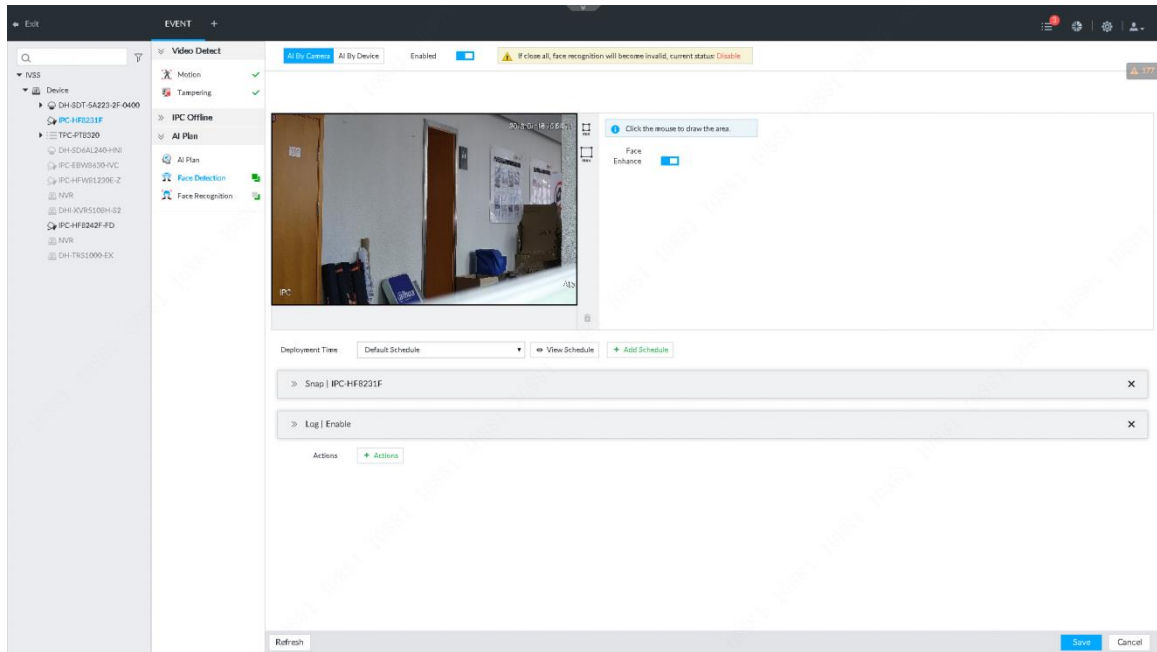 Exit
EVENT +
3
Video Detect
Motion
Tampering
IPC Offline
AI Plan
AI Plan
Face Detection
Face Recognition
IVSS
Device
DH-SDT-5A223-2F-0400
IPC-HF8231F
TPC-PT8320
DH-SD6AL240-HNI
IPC-EBW8630-IVC
IPC-HFW81230E-Z
NVR
DHI-XVR5108H-S2
IPC-HF8242F-FD
NVR
DH-TRS1000-EX
AI By Camera AI By Device Enabled If close all, face recognition will become invalid, current status: Disable
177
IPC
Click the mouse to draw the area.
Face
Enhance
Deployment Time Default Schedule View Schedule + Add Schedule
Snap | IPC-HF8231F
Log | Enable
Actions + Actions
Refresh Save Cancel